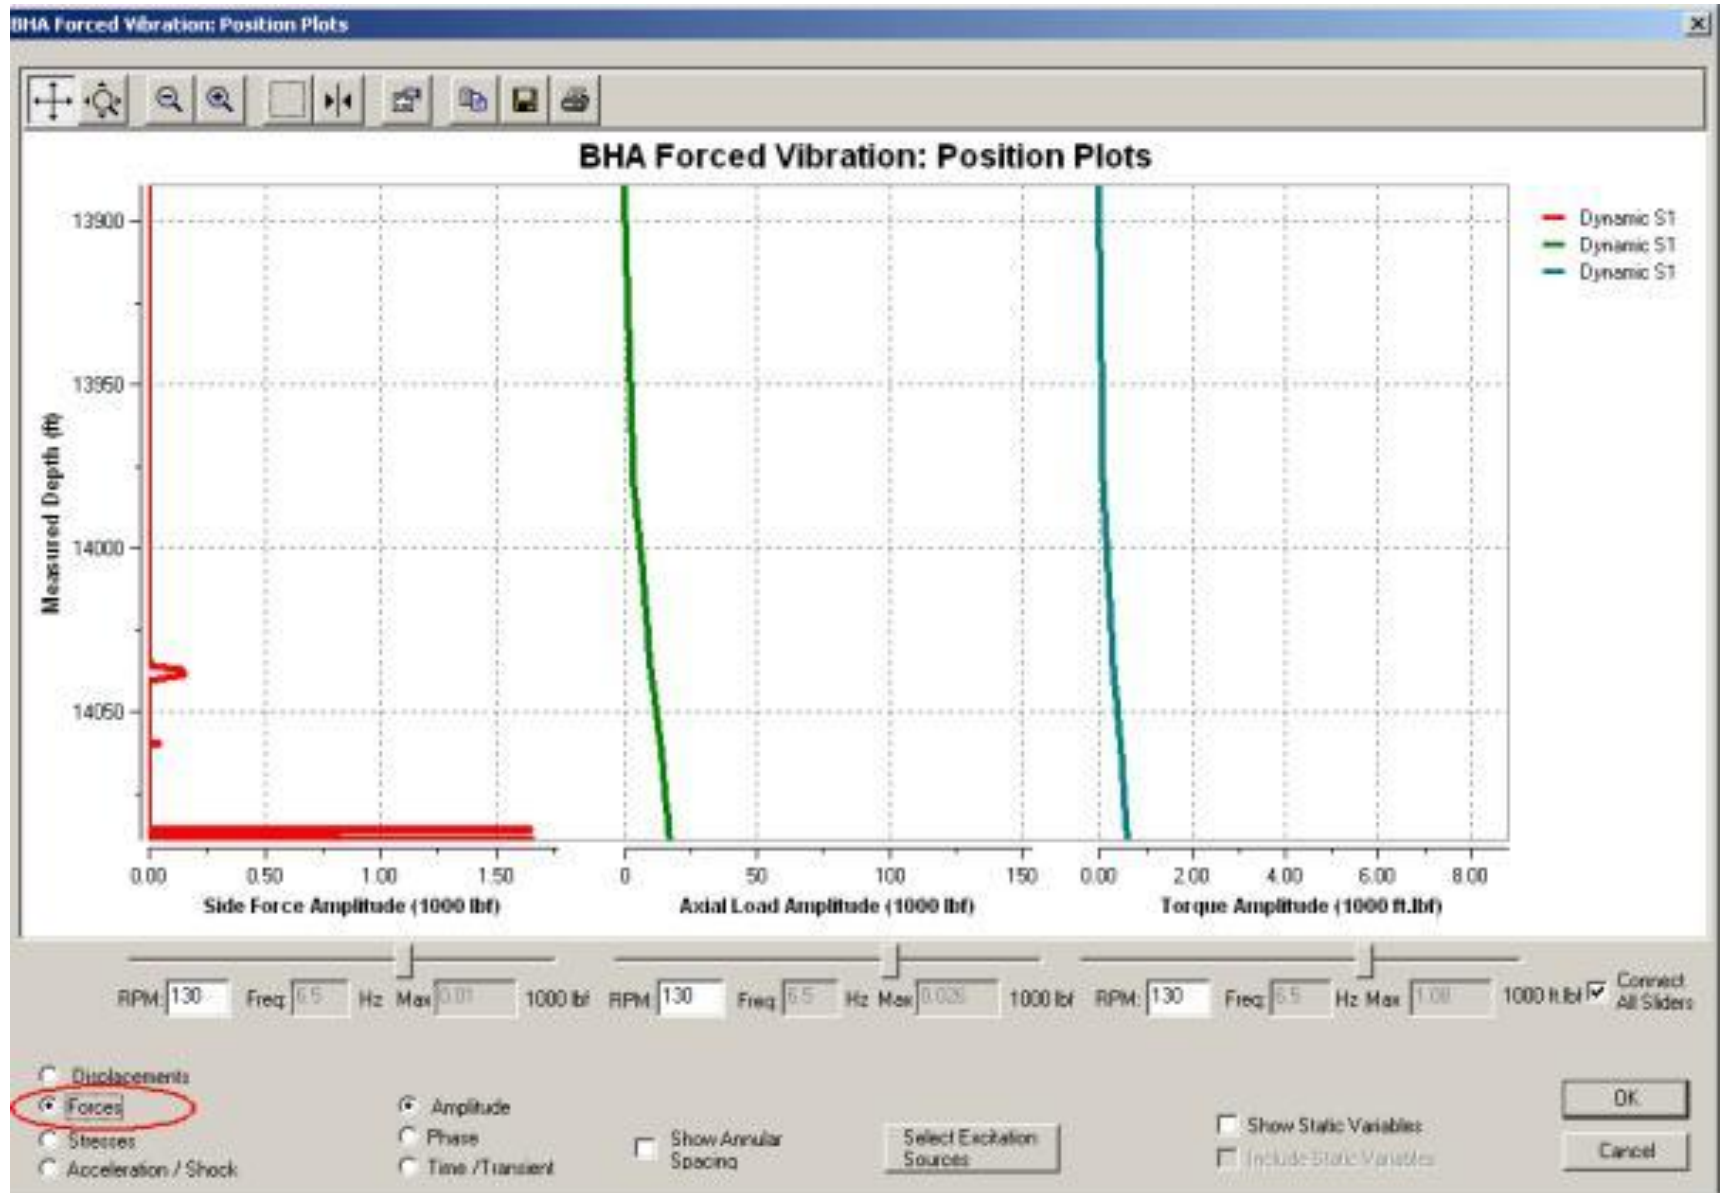 BHA Forced Vibration: Position Plots
BHA Forced Vibration: Position Plots
Dynamic S1
Dynamic S1
Dynamic S1
Measured Depth (ft)
13900
13950
14000
14050
0.00 0.50 1.00 1.50
0 50 100 150
0.00 2.00 4.00 6.00 8.00
Side Force Amplitude (1000 lbf)
Axial Load Amplitude (1000 lbf)
Torque Amplitude (1000 ft.lbf)
RPM: 130 Freq 6.5 Hz Max 0.01 1000 lbf
RPM: 130 Freq 6.5 Hz Max 0.026 1000 lbf
RPM: 130 Freq 6.5 Hz Max 1.08 1000 ft.lbf
Connect
All Sliders
Displacements
Forces
Stresses
Acceleration / Shock
Amplitude
Phase
Time / Transient
Show Annular
Spacing
Select Excitation
Sources
Show Static Variables
Include Static Variables
OK
Cancel